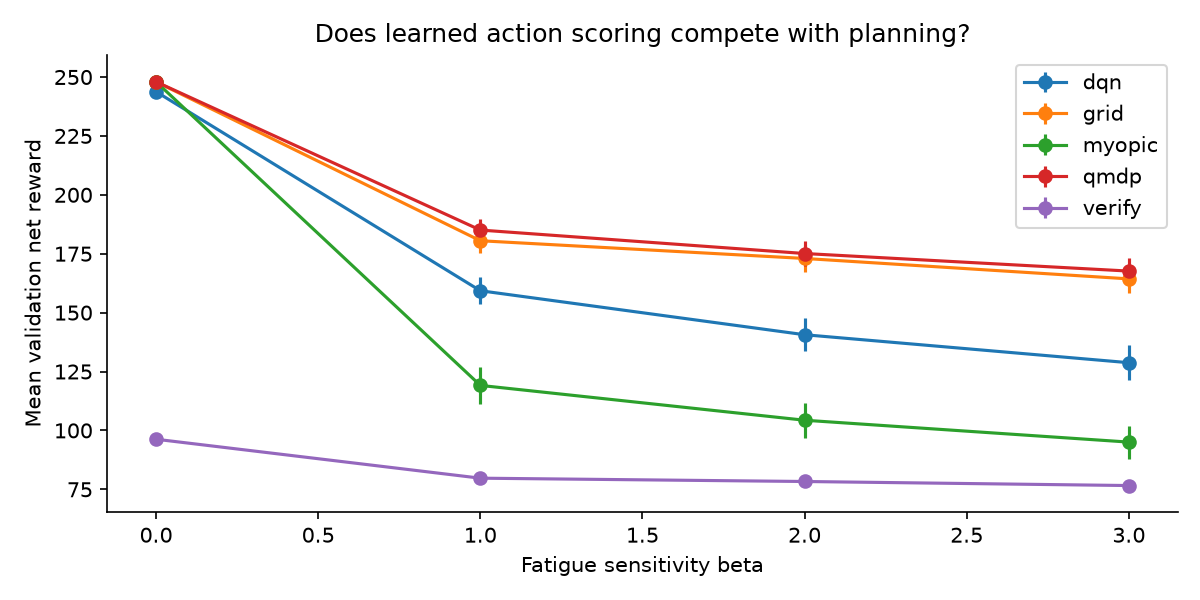 Does learned action scoring compete with planning?
dqn
grid
myopic
qmdp
verify
Mean validation net reward
250
225
200
175
150
125
100
75
0.0 0.5 1.0 1.5 2.0 2.5 3.0
Fatigue sensitivity beta